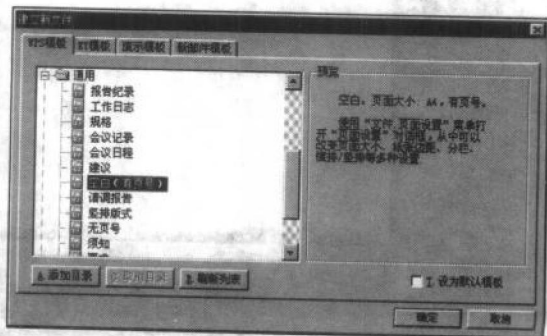 建立新文件
WPS模板 ET模板 演示模板 新邮件模板
通用
报告纪录
工作日志
规格
会议记录
会议日程
建议
空白(有页号)
请调报告
竖排版式
无页号
须知
预览
空白。页面大小：A4，有页号。
使用“文件 页面设置”菜单打
开“页面设置”对话框，从中可以
改变页面大小、纸张边距、分栏、
横排/竖排等多种设置
A 添加目录 删除目录 刷新列表
设为默认模板
确定 取消